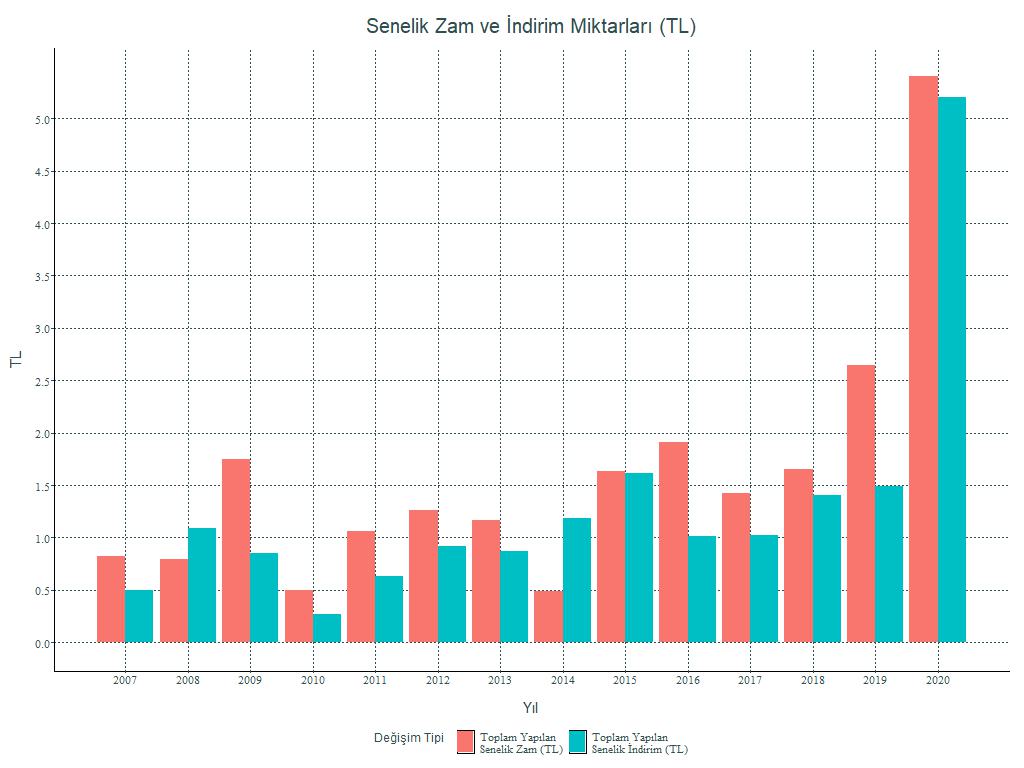 Senelik Zam ve İndirim Miktarları (TL)
TL
5.0
4.5
4.0
3.5
3.0
2.5
2.0
1.5
1.0
0.5
0.0
2007 2008 2009 2010 2011 2012 2013 2014 2015 2016 2017 2018 2019 2020
Yıl
Değişim Tipi
Toplam Yapılan
Senelik Zam (TL)
Toplam Yapılan
Senelik İndirim (TL)